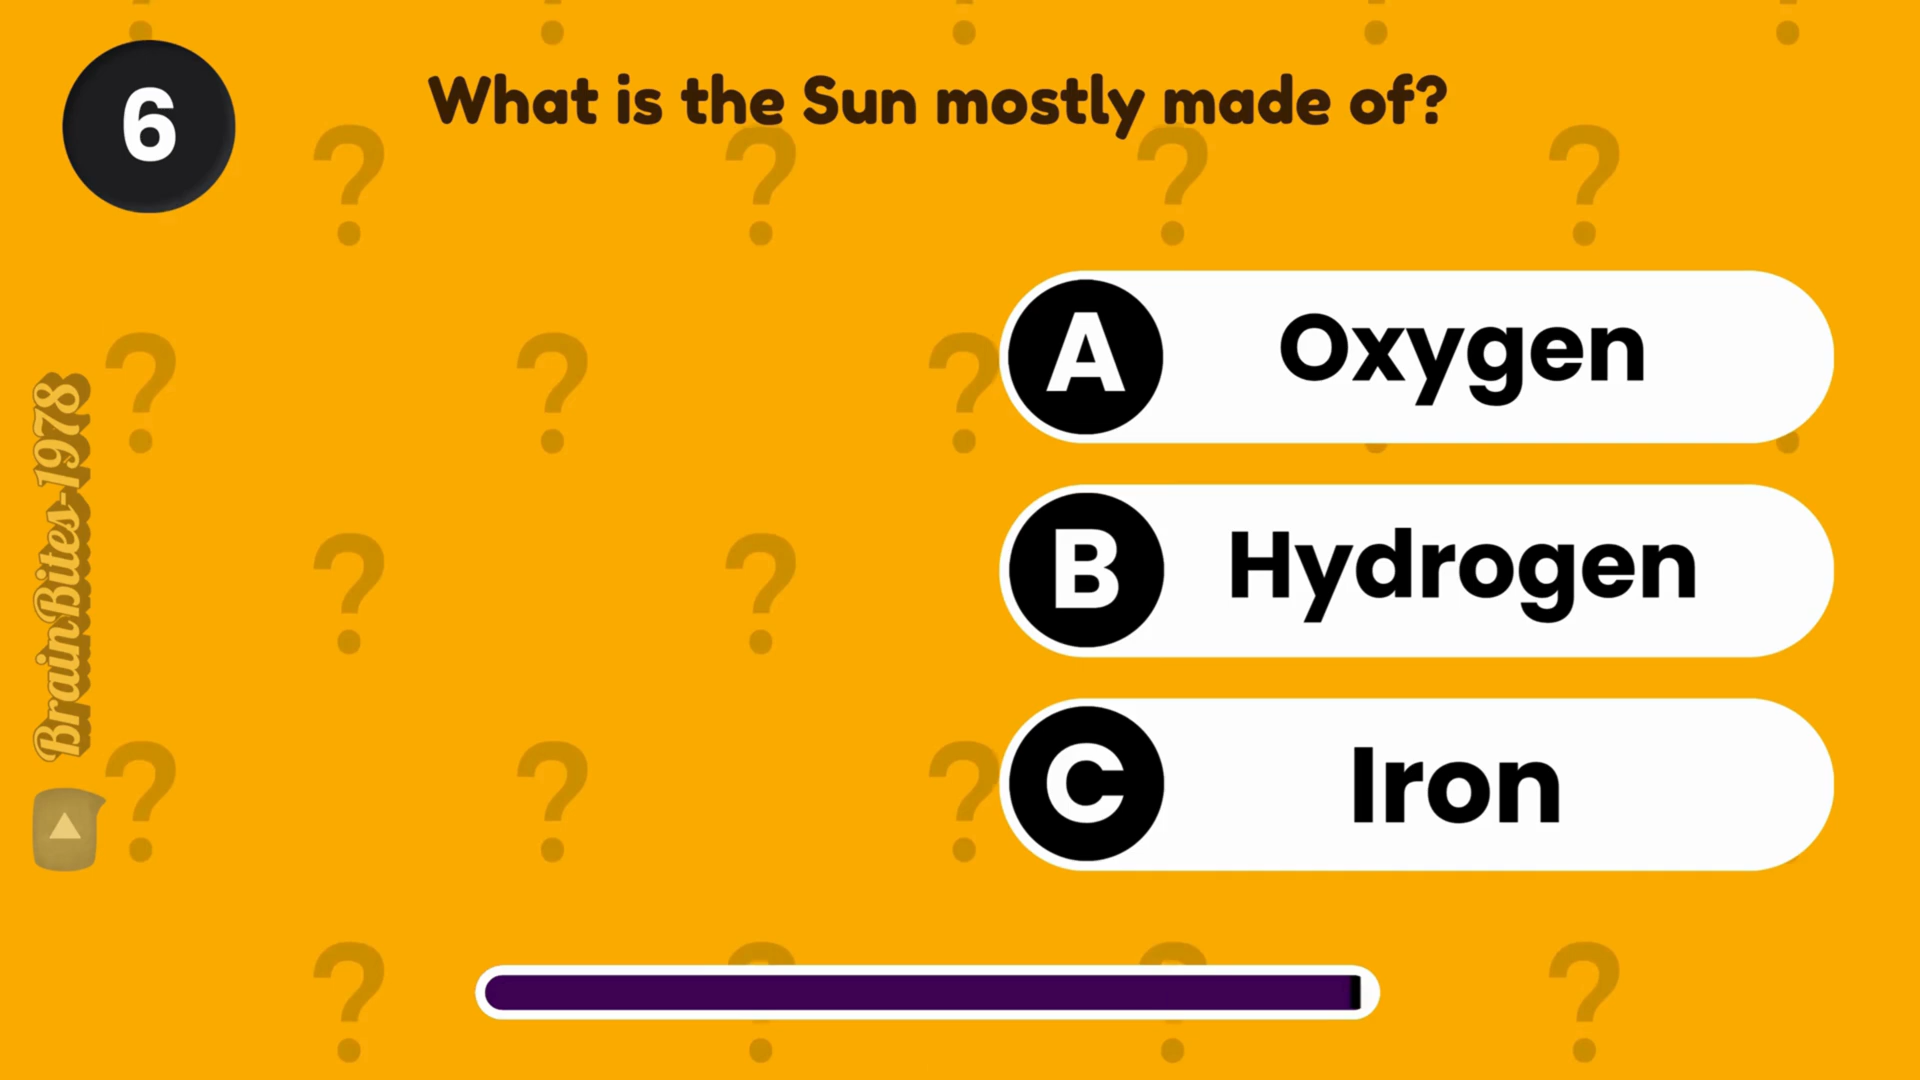 6
What is the Sun mostly made of?
A Oxygen
B Hydrogen
C Iron
BrainBites-1978